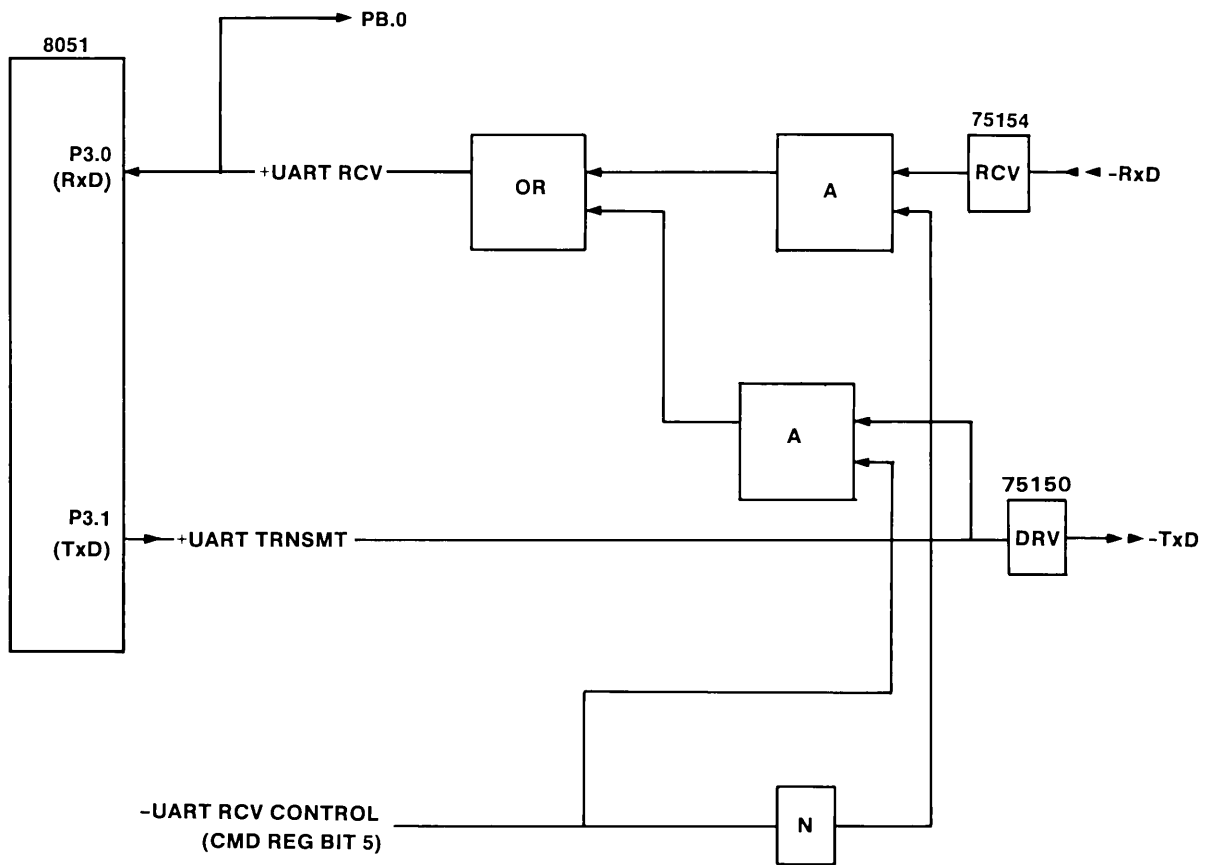 PB.0
8051
75154
P3.0
(RxD)
+UART RCV
OR
A
RCV
-RxD
A
75150
P3.1
(TxD)
+UART TRNSMT
DRV
-TxD
-UART RCV CONTROL
(CMD REG BIT 5)
N